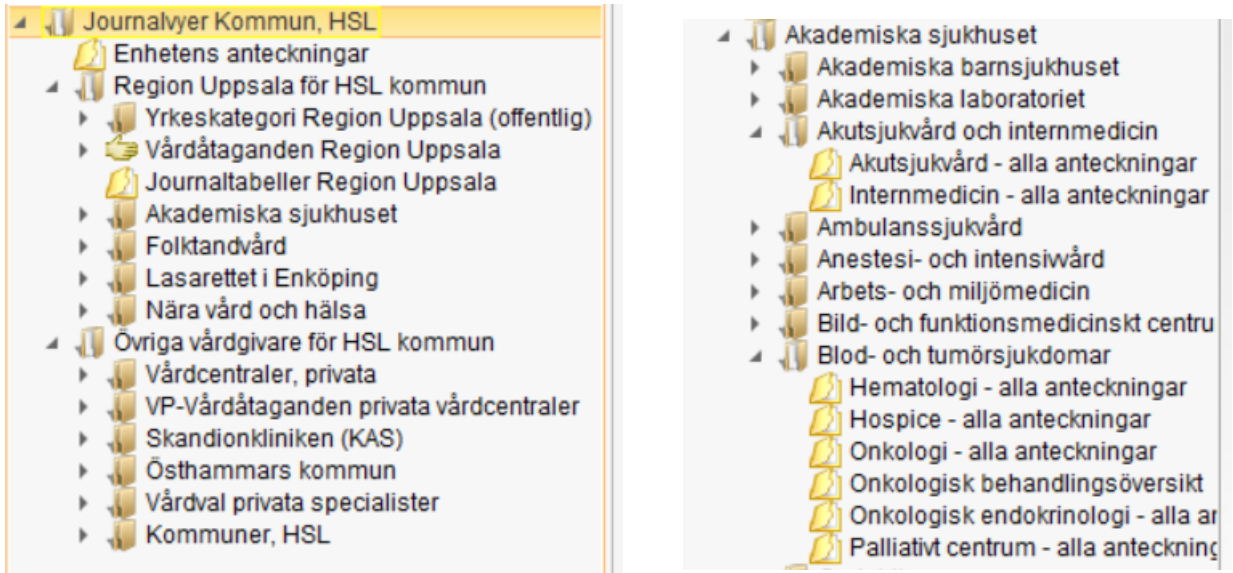 Journalvyer Kommun, HSL
Enhetens anteckningar
Region Uppsala för HSL kommun
Yrkeskategori Region Uppsala (offentlig)
Vårdåtaganden Region Uppsala
Journaltabeller Region Uppsala
Akademiska sjukhuset
Folktandvård
Lasarettet i Enköping
Nära vård och hälsa
Övriga vårdgivare för HSL kommun
Vårdcentraler, privata
VP-Vårdåtaganden privata vårdcentraler
Skandionkliniken (KAS)
Östhammars kommun
Vårdval privata specialister
Kommuner, HSL
Akademiska sjukhuset
Akademiska barnsjukhuset
Akademiska laboratoriet
Akutsjukvård och internmedicin
Akutsjukvård - alla anteckningar
Internmedicin - alla anteckningar
Ambulanssjukvård
Anestesi- och intensivvård
Arbets- och miljömedicin
Bild- och funktionsmedicinskt centru
Blod- och tumörsjukdomar
Hematologi - alla anteckningar
Hospice - alla anteckningar
Onkologi - alla anteckningar
Onkologisk behandlingsöversikt
Onkologisk endokrinologi - alla ar
Palliativt centrum - alla anteckning